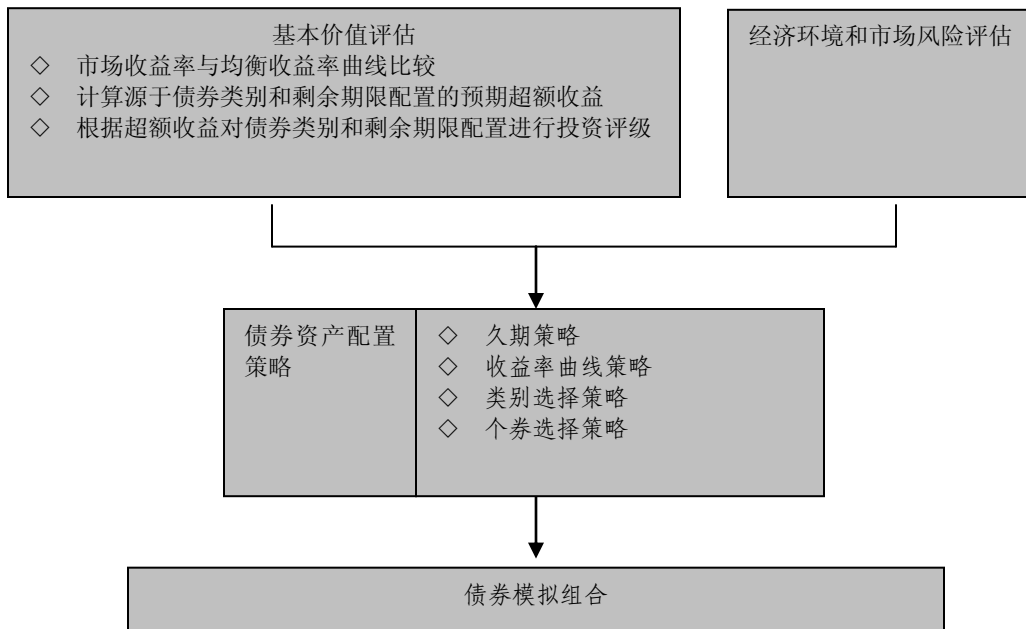 基本价值评估
◇ 市场收益率与均衡收益率曲线比较
◇ 计算源于债券类别和剩余期限配置的预期超额收益
◇ 根据超额收益对债券类别和剩余期限配置进行投资评级
经济环境和市场风险评估
债券资产配置
策略
◇ 久期策略
◇ 收益率曲线策略
◇ 类别选择策略
◇ 个券选择策略
债券模拟组合